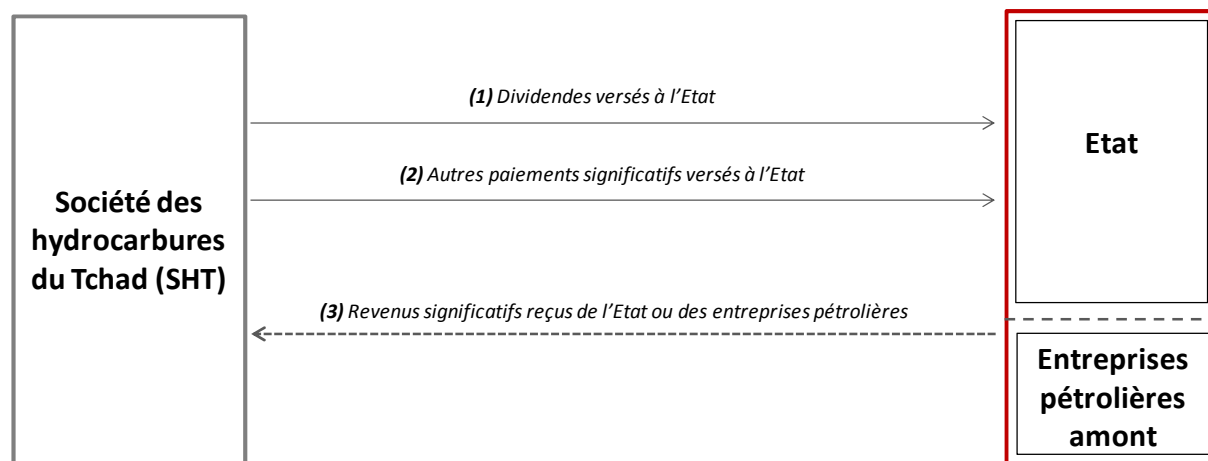 Société des
hydrocarbures
du Tchad (SHT)
(1) Dividendes versés à l’Etat
(2) Autres paiements significatifs versés à l’Etat
(3) Revenus significatifs reçus de l’Etat ou des entreprises pétrolières
Etat
Entreprises
pétrolières
amont